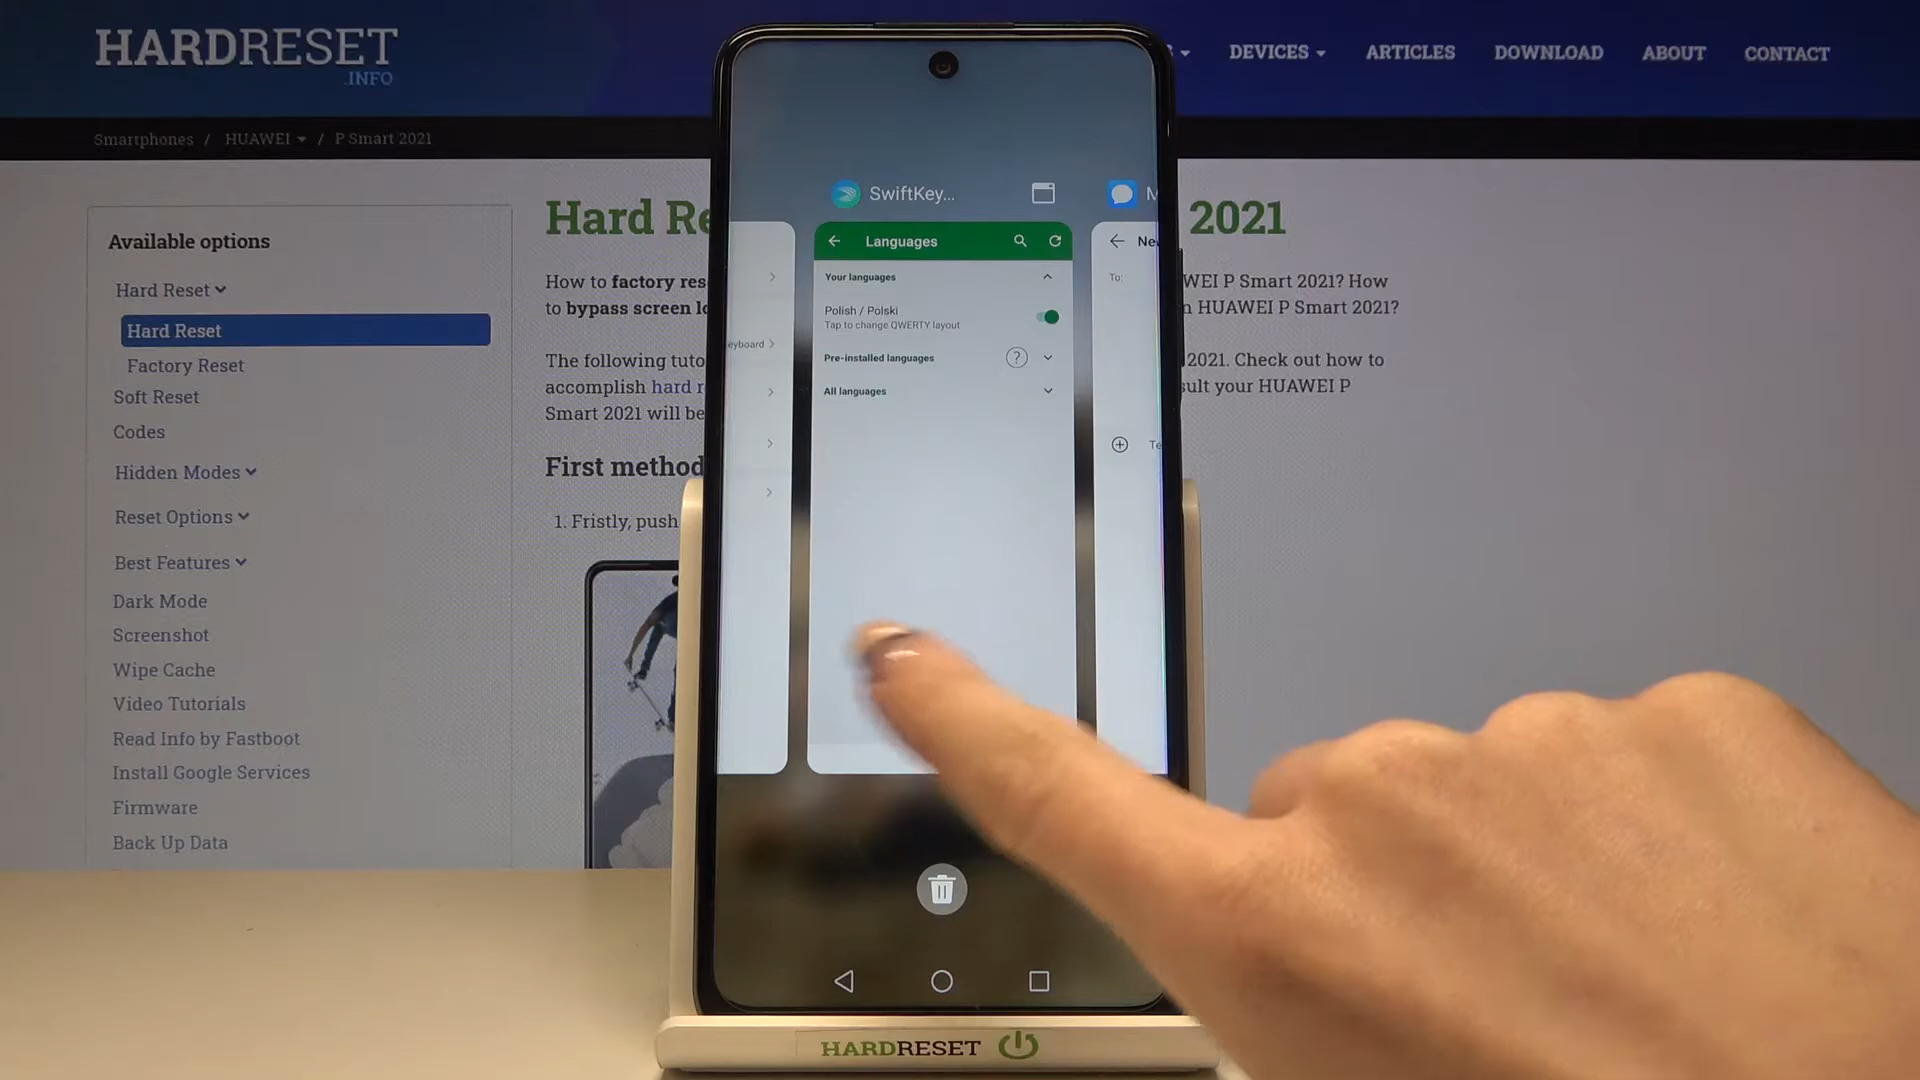 HARDRESET
.INFO
DEVICES
ARTICLES
DOWNLOAD
ABOUT
CONTACT
Smartphones / HUAWEI / P Smart 2021
Available options
Hard Reset
Hard Reset
Factory Reset
Soft Reset
Codes
Hidden Modes
Reset Options
Best Features
Dark Mode
Screenshot
Wipe Cache
Video Tutorials
Read Info by Fastboot
Install Google Services
Firmware
Back Up Data
Hard Re
2021
How to factory res
WEI P Smart 2021? How
to bypass screen lo
HUAWEI P Smart 2021?
The following tuto
2021. Check out how to
accomplish hard r
sult your HUAWEI P
Smart 2021 will be
First method
1. Fristly, push
SwiftKey...
M
Languages
Your languages
Polish / Polski
Tap to change QWERTY layout
Pre-installed languages
?
All languages
eyboard
Ne
To:
Te
HARDRESET